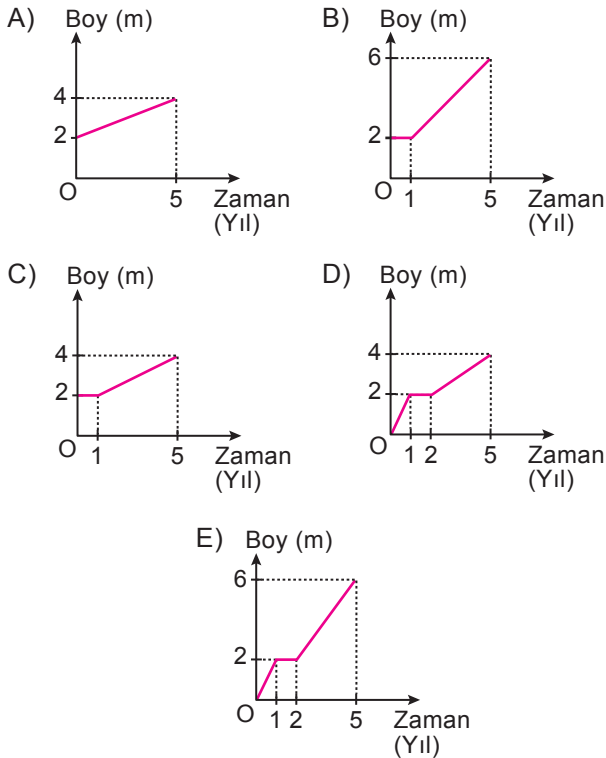 A) Boy (m)
4
2
O
5
Zaman
(Yıl)
B) Boy (m)
6
2
O
1
5
Zaman
(Yıl)
C) Boy (m)
4
2
O
1
5
Zaman
(Yıl)
D) Boy (m)
4
2
O
1 2
5
Zaman
(Yıl)
E) Boy (m)
6
2
O
1 2
5
Zaman
(Yıl)